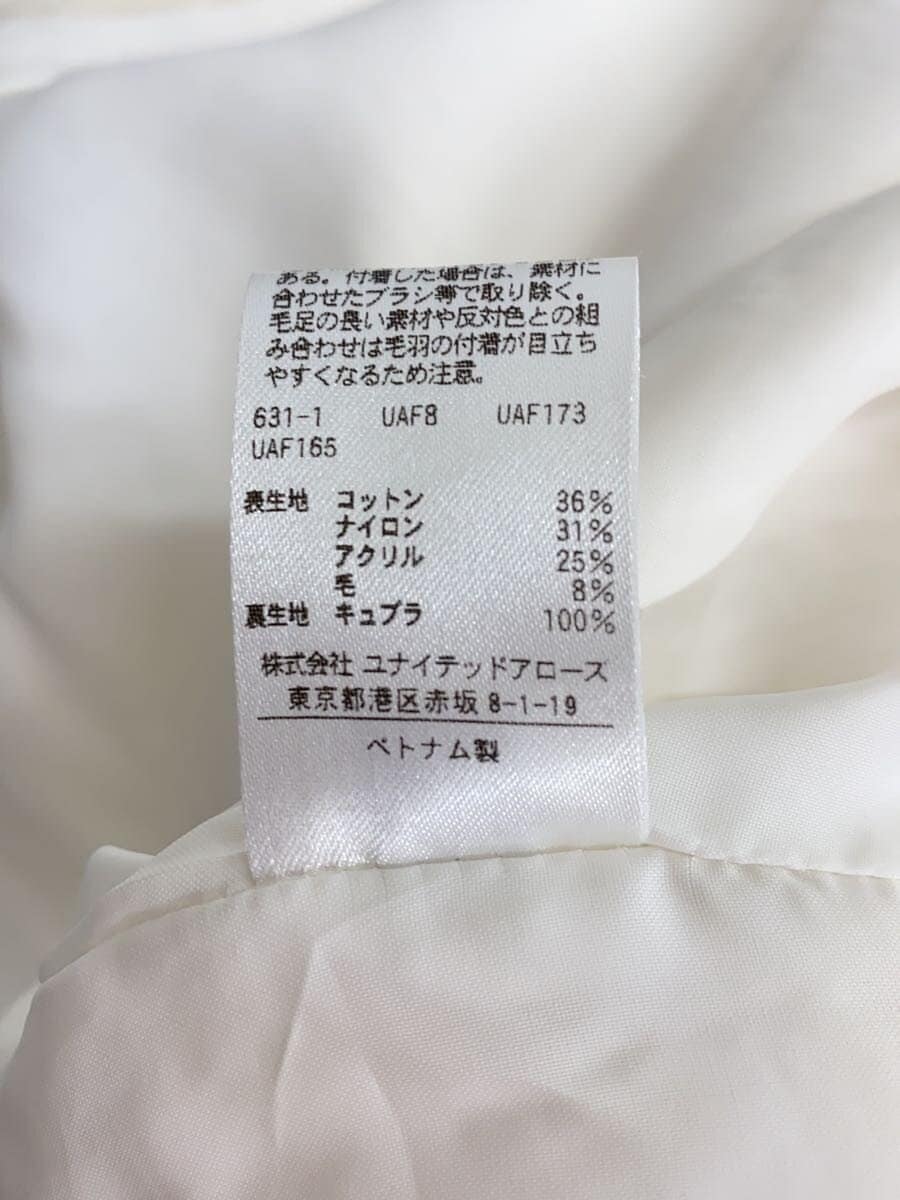 ある。付着した場合は、素材に
合わせたブラシ等で取り除く。
毛足の長い素材や反対色との組
み合わせは毛羽の付着が目立ち
やすくなるため注意。
631-1 UAF8 UAF173
UAF165
表生地 コットン 36%
ナイロン 31%
アクリル 25%
毛 8%
裏生地 キュプラ 100%
株式会社 ユナイテッドアローズ
東京都港区赤坂 8-1-19
ベトナム製